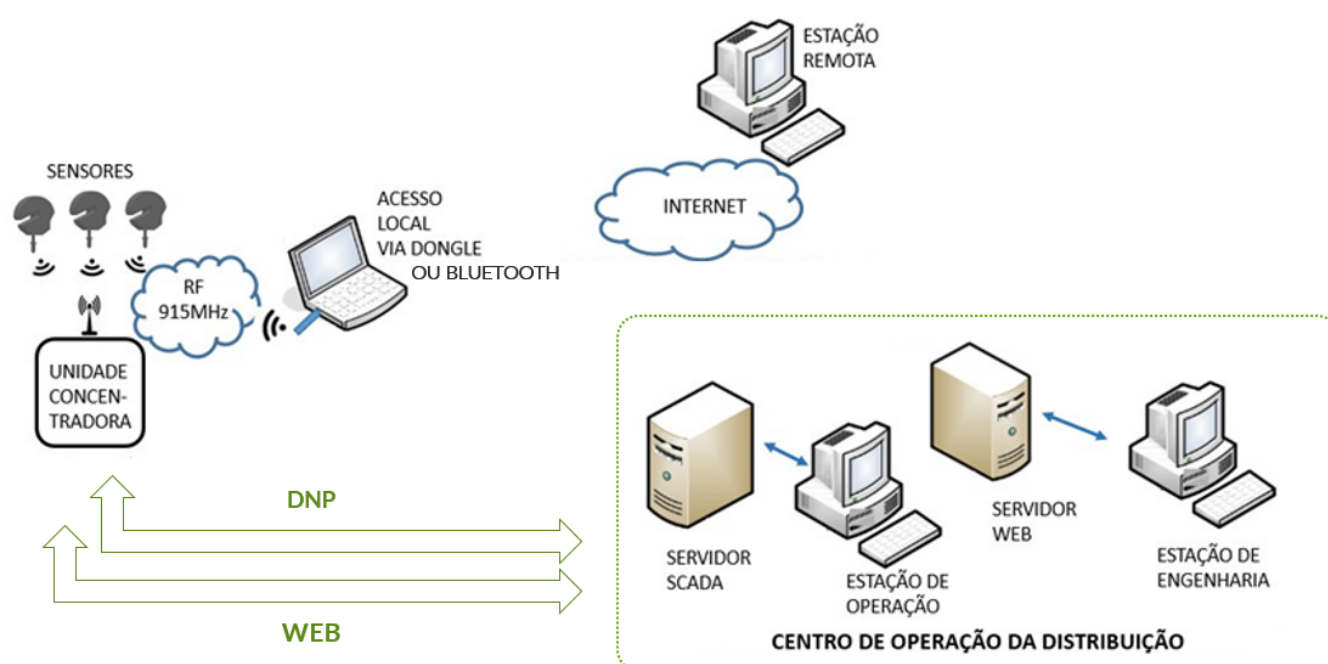 ESTAÇÃO
REMOTA
SENSORES
ACESSO
LOCAL
VIA DONGLE
OU BLUETOOTH
INTERNET
RF
915MHz
UNIDADE
CONCEN-
TRADORA
DNP
WEB
SERVIDOR
SCADA
ESTAÇÃO DE
OPERAÇÃO
SERVIDOR
WEB
ESTAÇÃO DE
ENGENHARIA
CENTRO DE OPERAÇÃO DA DISTRIBUIÇÃO